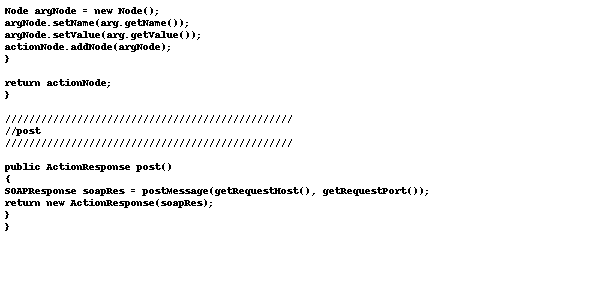 Node argNode = new Node();
argNode.setName(arg.getName());
argNode.setValue(arg.getValue());
actionNode.addNode(argNode);
}
return actionNode;
}
////////////////////////////////////////////////
//post
////////////////////////////////////////////////
public ActionResponse post()
{
SOAPResponse soapRes = postMessage(getRequestHost(), getRequestPort());
return new ActionResponse(soapRes);
}
}